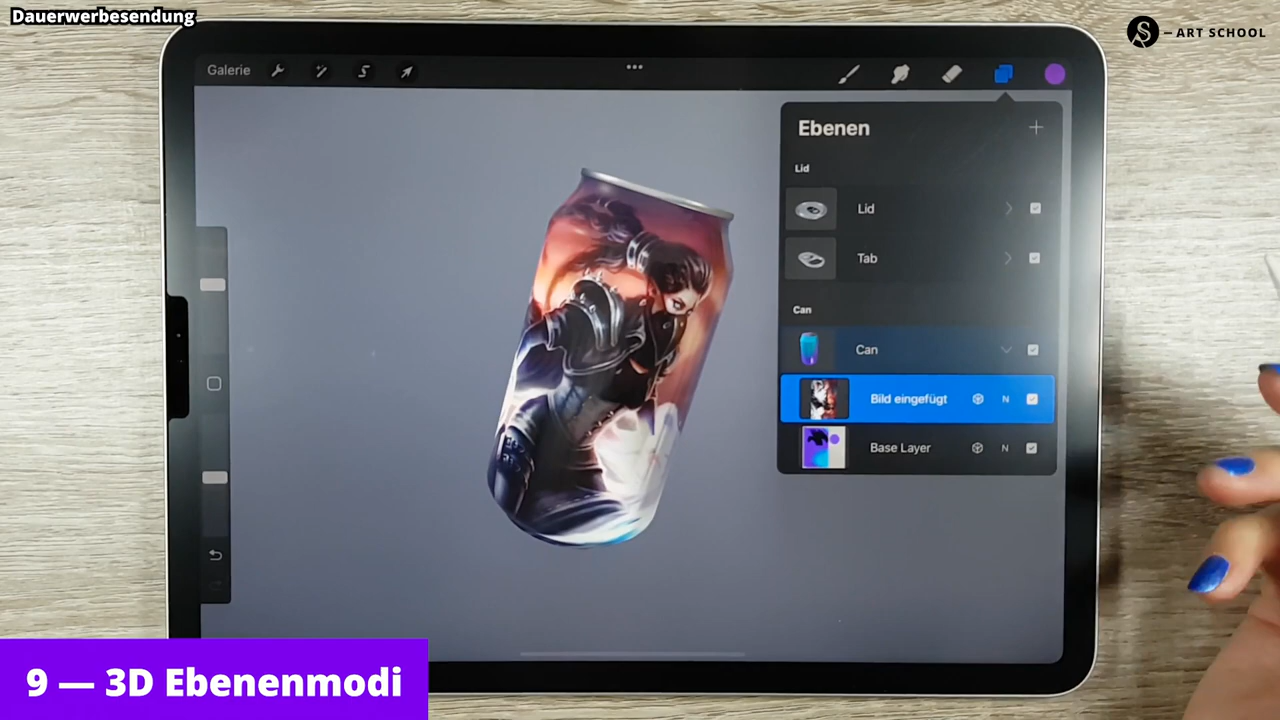 Dauerwerbesendung
S – ART SCHOOL
Galerie
Ebenen
Lid
Lid
Tab
Can
Can
Bild eingefügt N
Base Layer N
9 — 3D Ebenenmodi